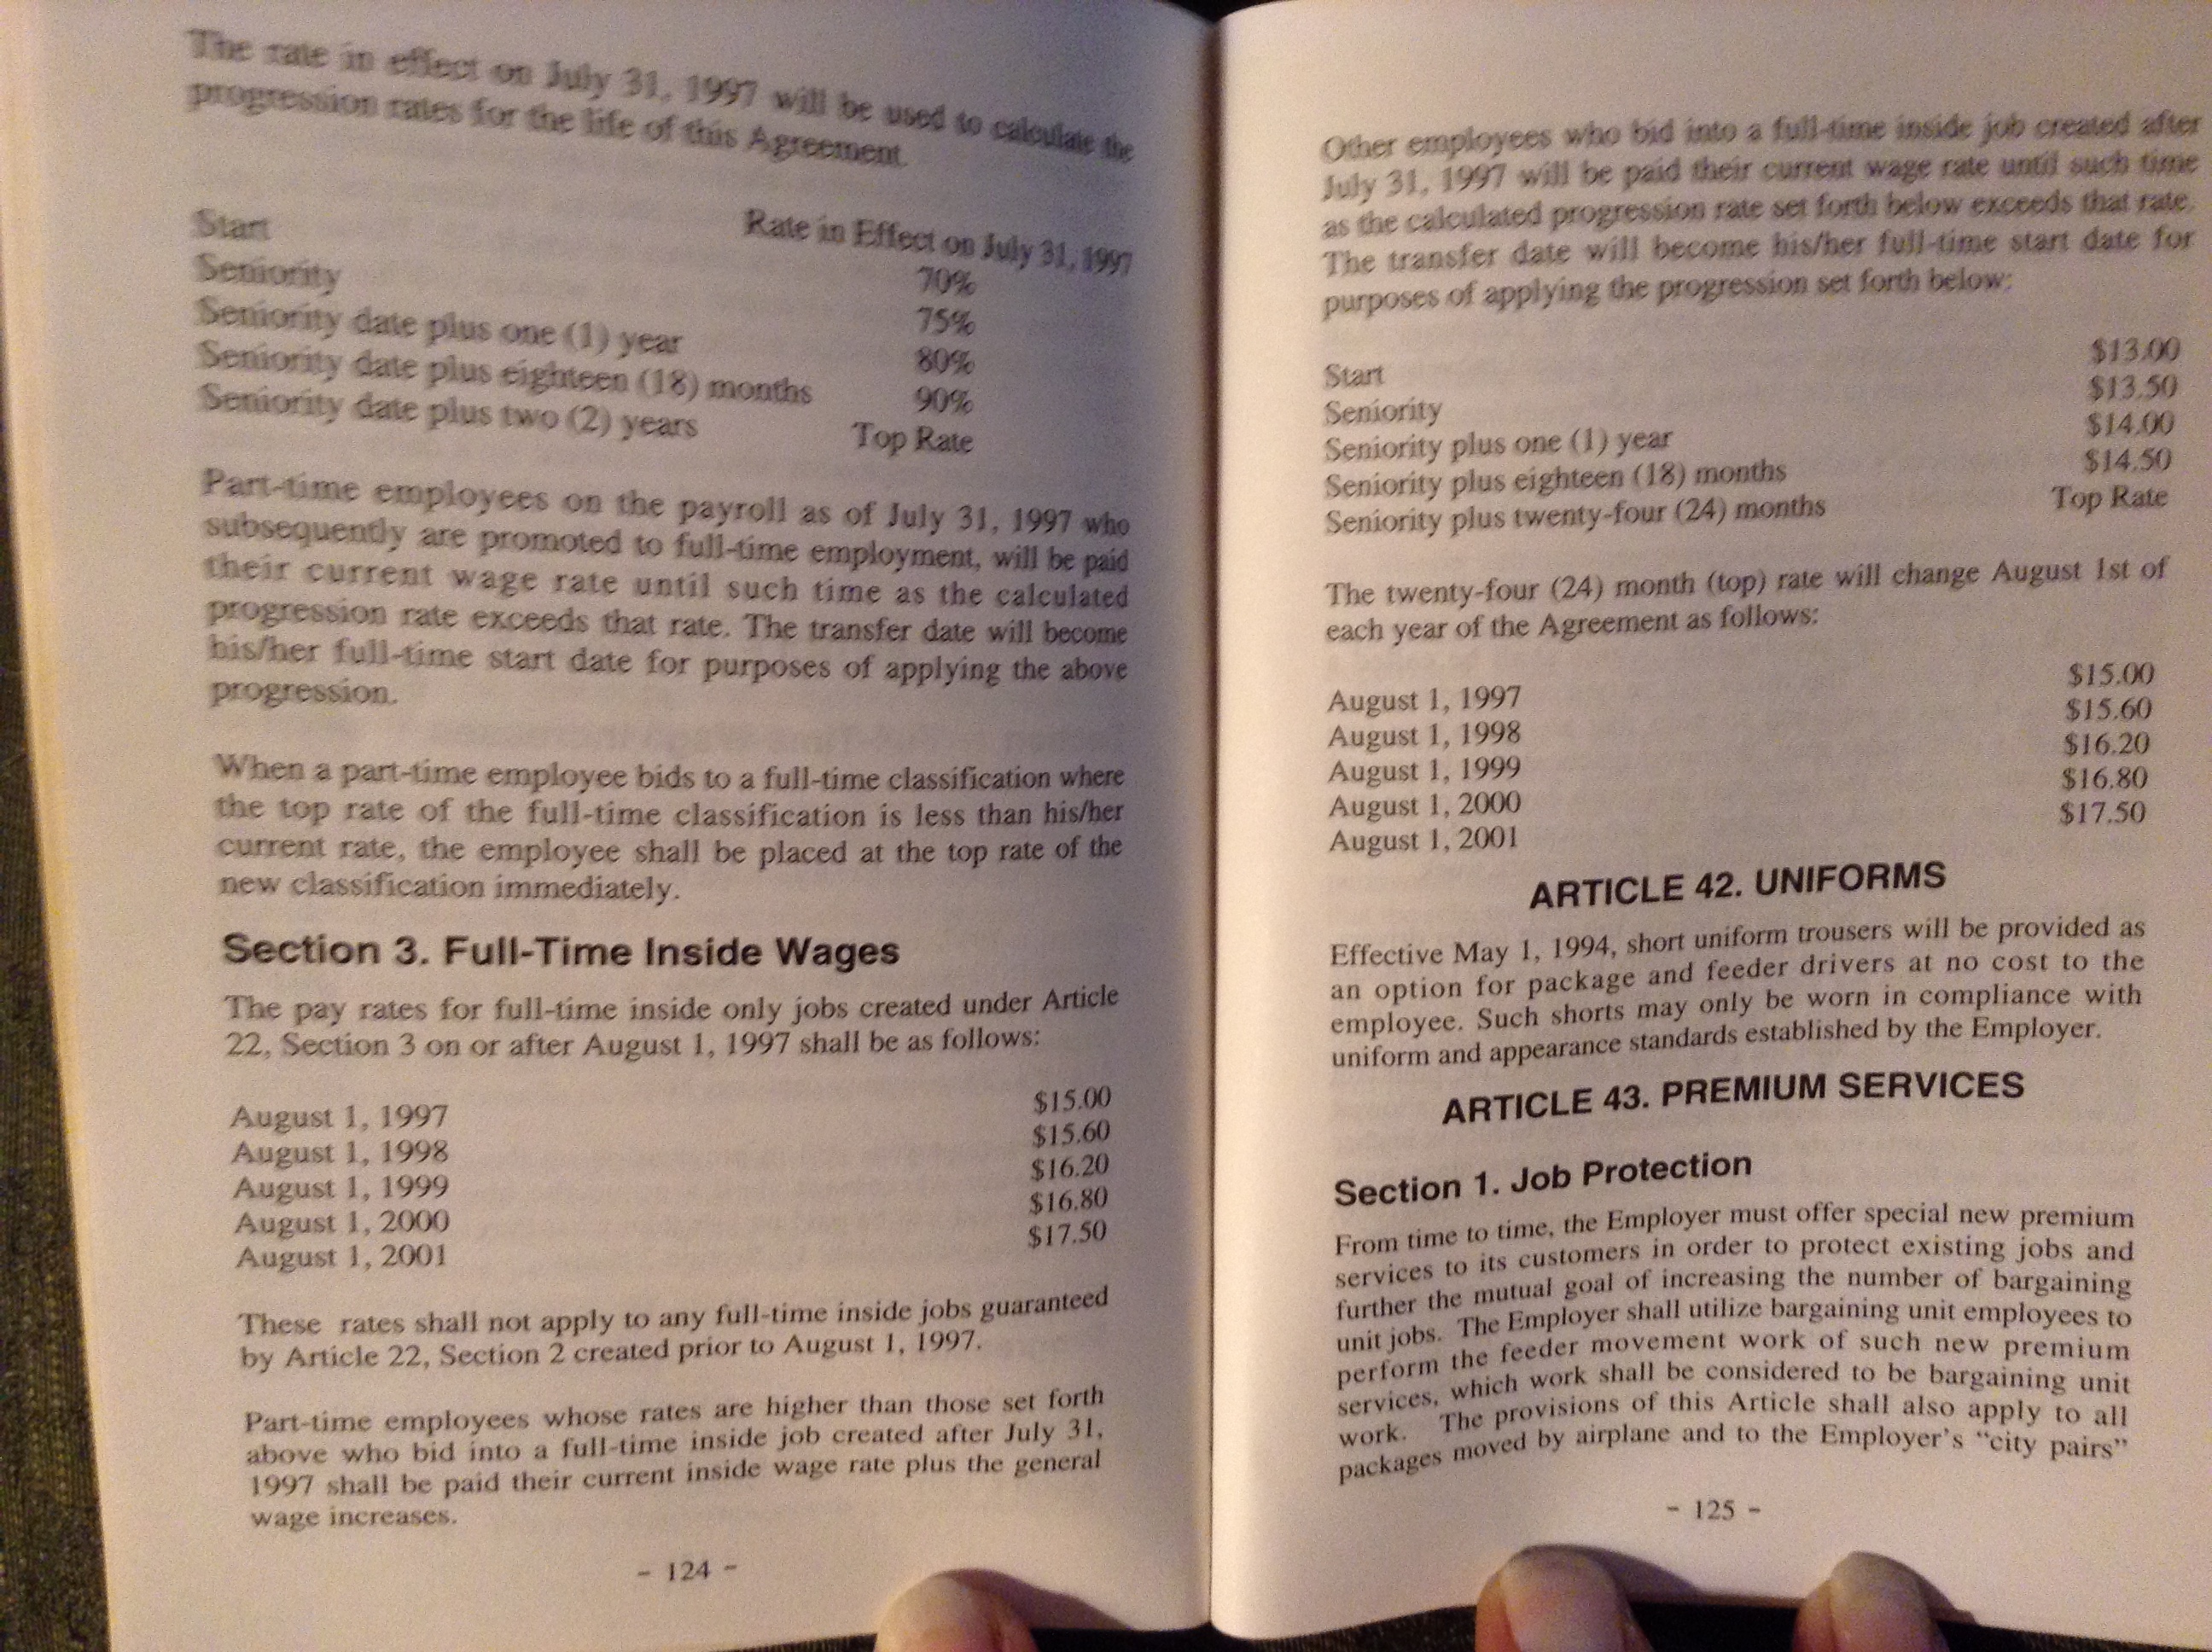 The rate in effect on July 31, 1997 will be used to calculate the
progression rates for the life of this Agreement.
Rate in Effect on July 31, 1997
Start 70%
Seniority 75%
Seniority date plus one (1) year 80%
Seniority date plus eighteen (18) months 90%
Seniority date plus two (2) years Top Rate
Part-time employees on the payroll as of July 31, 1997 who
subsequently are promoted to full-time employment, will be paid
their current wage rate until such time as the calculated
progression rate exceeds that rate. The transfer date will become
his/her full-time start date for purposes of applying the above
progression.
When a part-time employee bids to a full-time classification where
the top rate of the full-time classification is less than his/her
current rate, the employee shall be placed at the top rate of the
new classification immediately.
Section 3. Full-Time Inside Wages
The pay rates for full-time inside only jobs created under Article
22, Section 3 on or after August 1, 1997 shall be as follows:
August 1, 1997 $15.00
August 1, 1998 $15.60
August 1, 1999 $16.20
August 1, 2000 $16.80
August 1, 2001 $17.50
These rates shall not apply to any full-time inside jobs guaranteed
by Article 22, Section 2 created prior to August 1, 1997.
Part-time employees whose rates are higher than those set forth
above who bid into a full-time inside job created after July 31,
1997 shall be paid their current inside wage rate plus the general
wage increases.
- 124 -
Other employees who bid into a full-time inside job created after
July 31, 1997 will be paid their current wage rate until such time
as the calculated progression rate set forth below exceeds that rate.
The transfer date will become his/her full-time start date for
purposes of applying the progression set forth below:
Start $13.00
Seniority $13.50
Seniority plus one (1) year $14.00
Seniority plus eighteen (18) months $14.50
Seniority plus twenty-four (24) months Top Rate
The twenty-four (24) month (top) rate will change August 1st of
each year of the Agreement as follows:
August 1, 1997 $15.00
August 1, 1998 $15.60
August 1, 1999 $16.20
August 1, 2000 $16.80
August 1, 2001 $17.50
ARTICLE 42. UNIFORMS
Effective May 1, 1994, short uniform trousers will be provided as
an option for package and feeder drivers at no cost to the
employee. Such shorts may only be worn in compliance with
uniform and appearance standards established by the Employer.
ARTICLE 43. PREMIUM SERVICES
Section 1. Job Protection
From time to time, the Employer must offer special new premium
services to its customers in order to protect existing jobs and
further the mutual goal of increasing the number of bargaining
unit jobs. The Employer shall utilize bargaining unit employees to
perform the feeder movement work of such new premium
services, which work shall be considered to be bargaining unit
work. The provisions of this Article shall also apply to all
packages moved by airplane and to the Employer's “city pairs”
- 125 -